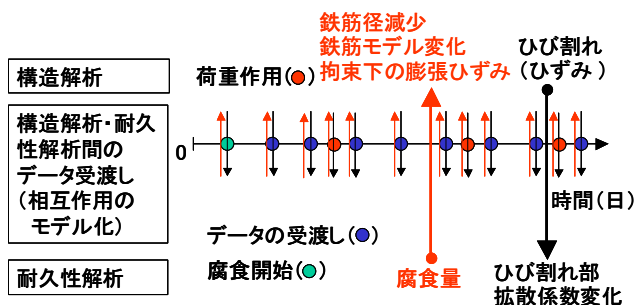 鉄筋径減少
鉄筋モデル変化
拘束下の膨張ひずみ
ひび割れ
(ひずみ)
構造解析
荷重作用(●)
構造解析・耐久
性解析間の
データ受渡し
(相互作用の
モデル化)
0
時間(日)
データの受渡し(●)
腐食開始(●)
腐食量
ひび割れ部
拡散係数変化
耐久性解析